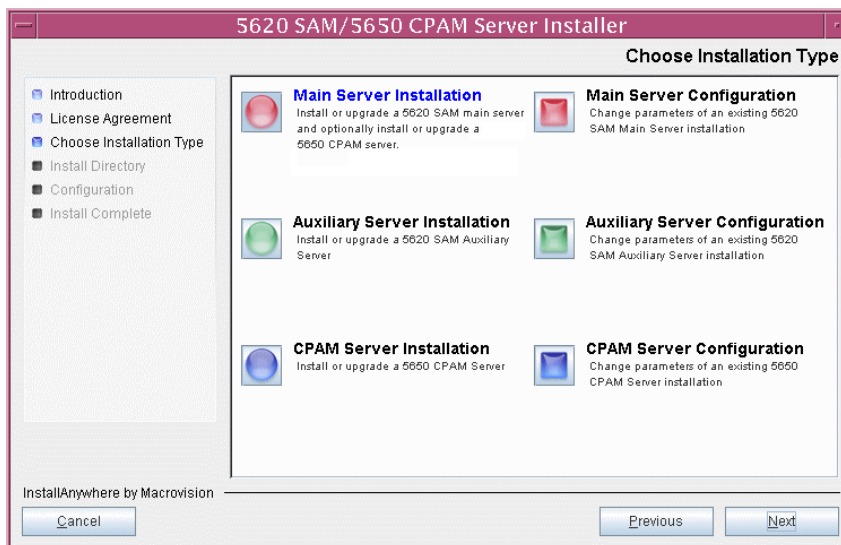 5620 SAM/5650 CPAM Server Installer
Choose Installation Type
Introduction
License Agreement
Choose Installation Type
Install Directory
Configuration
Install Complete
Main Server Installation
Install or upgrade a 5620 SAM main server
and optionally install or upgrade a
5650 CPAM server.
Main Server Configuration
Change parameters of an existing 5620
SAM Main Server installation
Auxiliary Server Installation
Install or upgrade a 5620 SAM Auxiliary
Server
Auxiliary Server Configuration
Change parameters of an existing 5620
SAM Auxiliary Server installation
CPAM Server Installation
Install or upgrade a 5650 CPAM Server
CPAM Server Configuration
Change parameters of an existing 5650
CPAM Server installation
InstallAnywhere by Macrovision
Cancel
Previous
Next